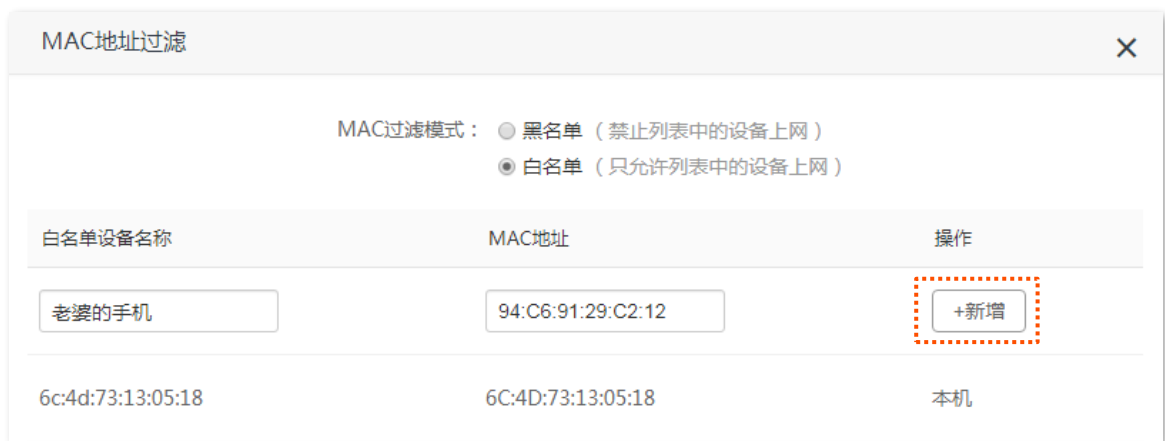 MAC地址过滤
MAC过滤模式： 黑名单 （禁止列表中的设备上网）
白名单 （只允许列表中的设备上网）
白名单设备名称 MAC地址 操作
老婆的手机 94:C6:91:29:C2:12 +新增
6c:4d:73:13:05:18 6C:4D:73:13:05:18 本机